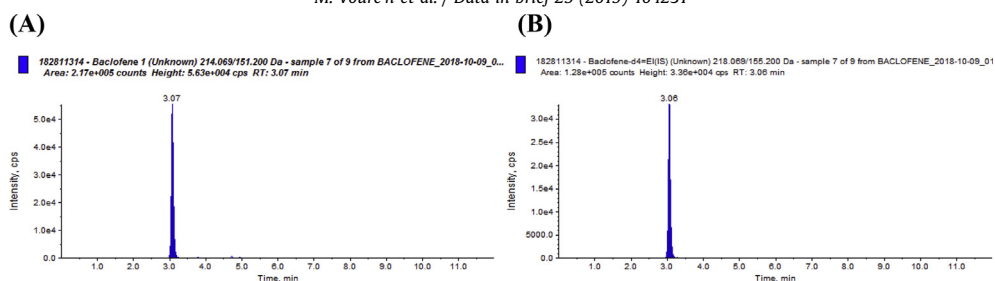 M. Vourc'h et al. / Data in brief 25 (2019) 104231
(A)
182811314 - Baclofene 1 (Unknown) 214.069/151.200 Da - sample 7 of 9 from BACLOFENE_2018-10-09_0...
Area: 2.17e+005 counts Height: 5.63e+004 cps RT: 3.07 min
3.07
5.0e4
4.0e4
3.0e4
2.0e4
1.0e4
0.0
Intensity, cps
1.0 2.0 3.0 4.0 5.0 6.0 7.0 8.0 9.0 10.0 11.0
Time, min
(B)
182811314 - Baclofene-d4=EI(IS) (Unknown) 218.069/155.200 Da - sample 7 of 9 from BACLOFENE_2018-10-09_01
Area: 1.28e+005 counts Height: 3.36e+004 cps RT: 3.06 min
3.06
3.0e4
2.5e4
2.0e4
1.5e4
1.0e4
5000.0
0.0
Intensity, cps
1.0 2.0 3.0 4.0 5.0 6.0 7.0 8.0 9.0 10.0 11.0
Time, min